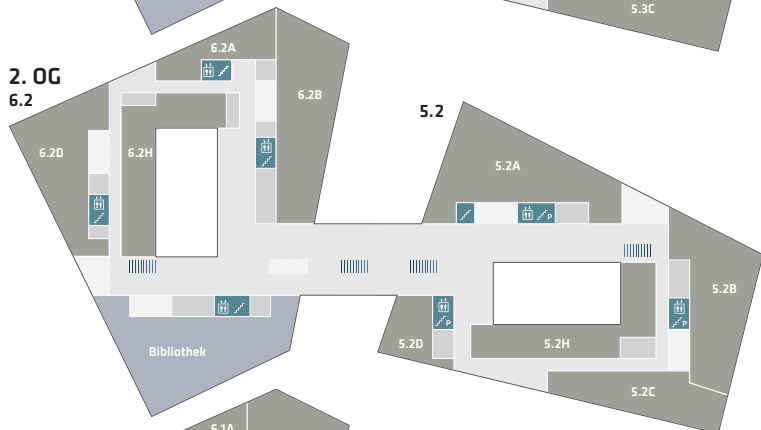 5.3C
6.2A
2. OG
6.2
6.2B
5.2
6.2D
6.2H
5.2A
P
5.2B
P
P
5.2D
5.2H
Bibliothek
5.2C
6.1A